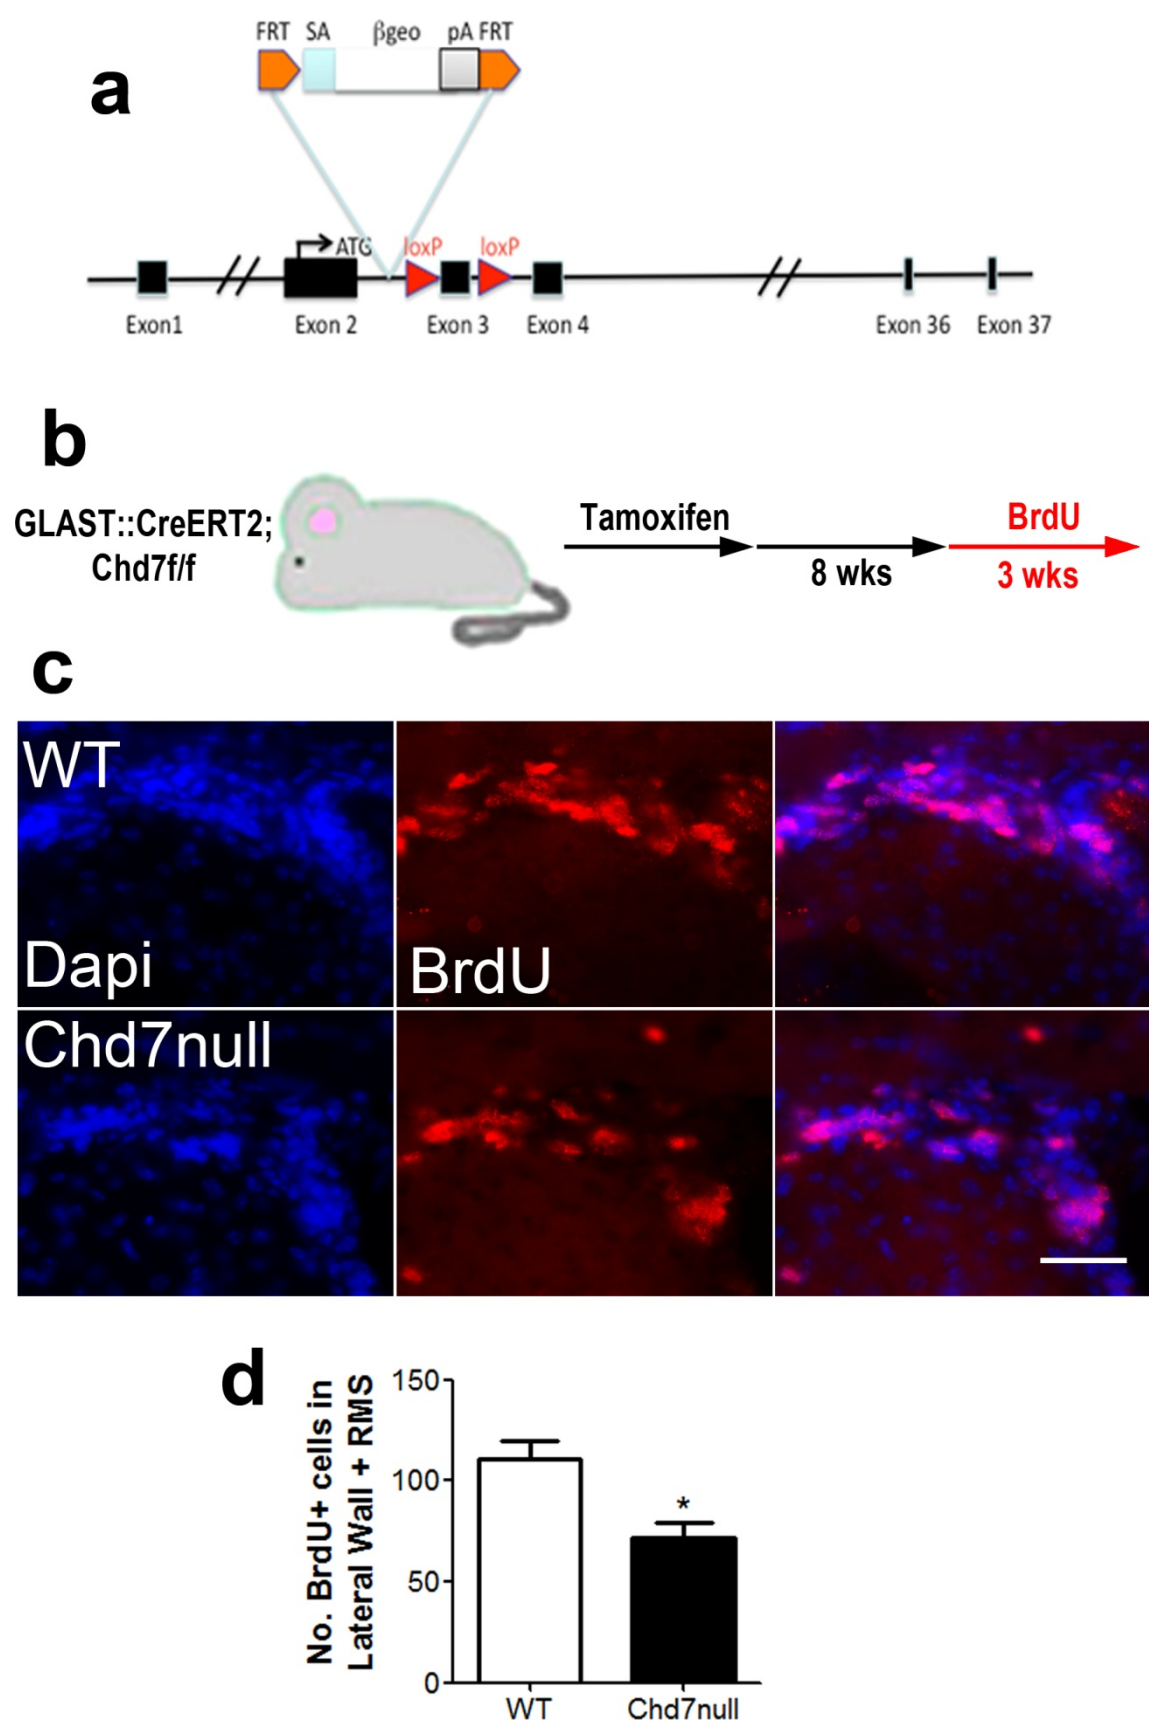 a
FRT SA βgeo pA FRT
ATG loxP loxP
Exon1 Exon 2 Exon 3 Exon 4 Exon 36 Exon 37
b
GLAST::CreERT2;
Chd7f/f
Tamoxifen
8 wks
BrdU
3 wks
c
WT
Dapi
BrdU
Chd7null
d
No. BrdU+ cells in
Lateral Wall + RMS
150
100
50
0
*
WT Chd7null